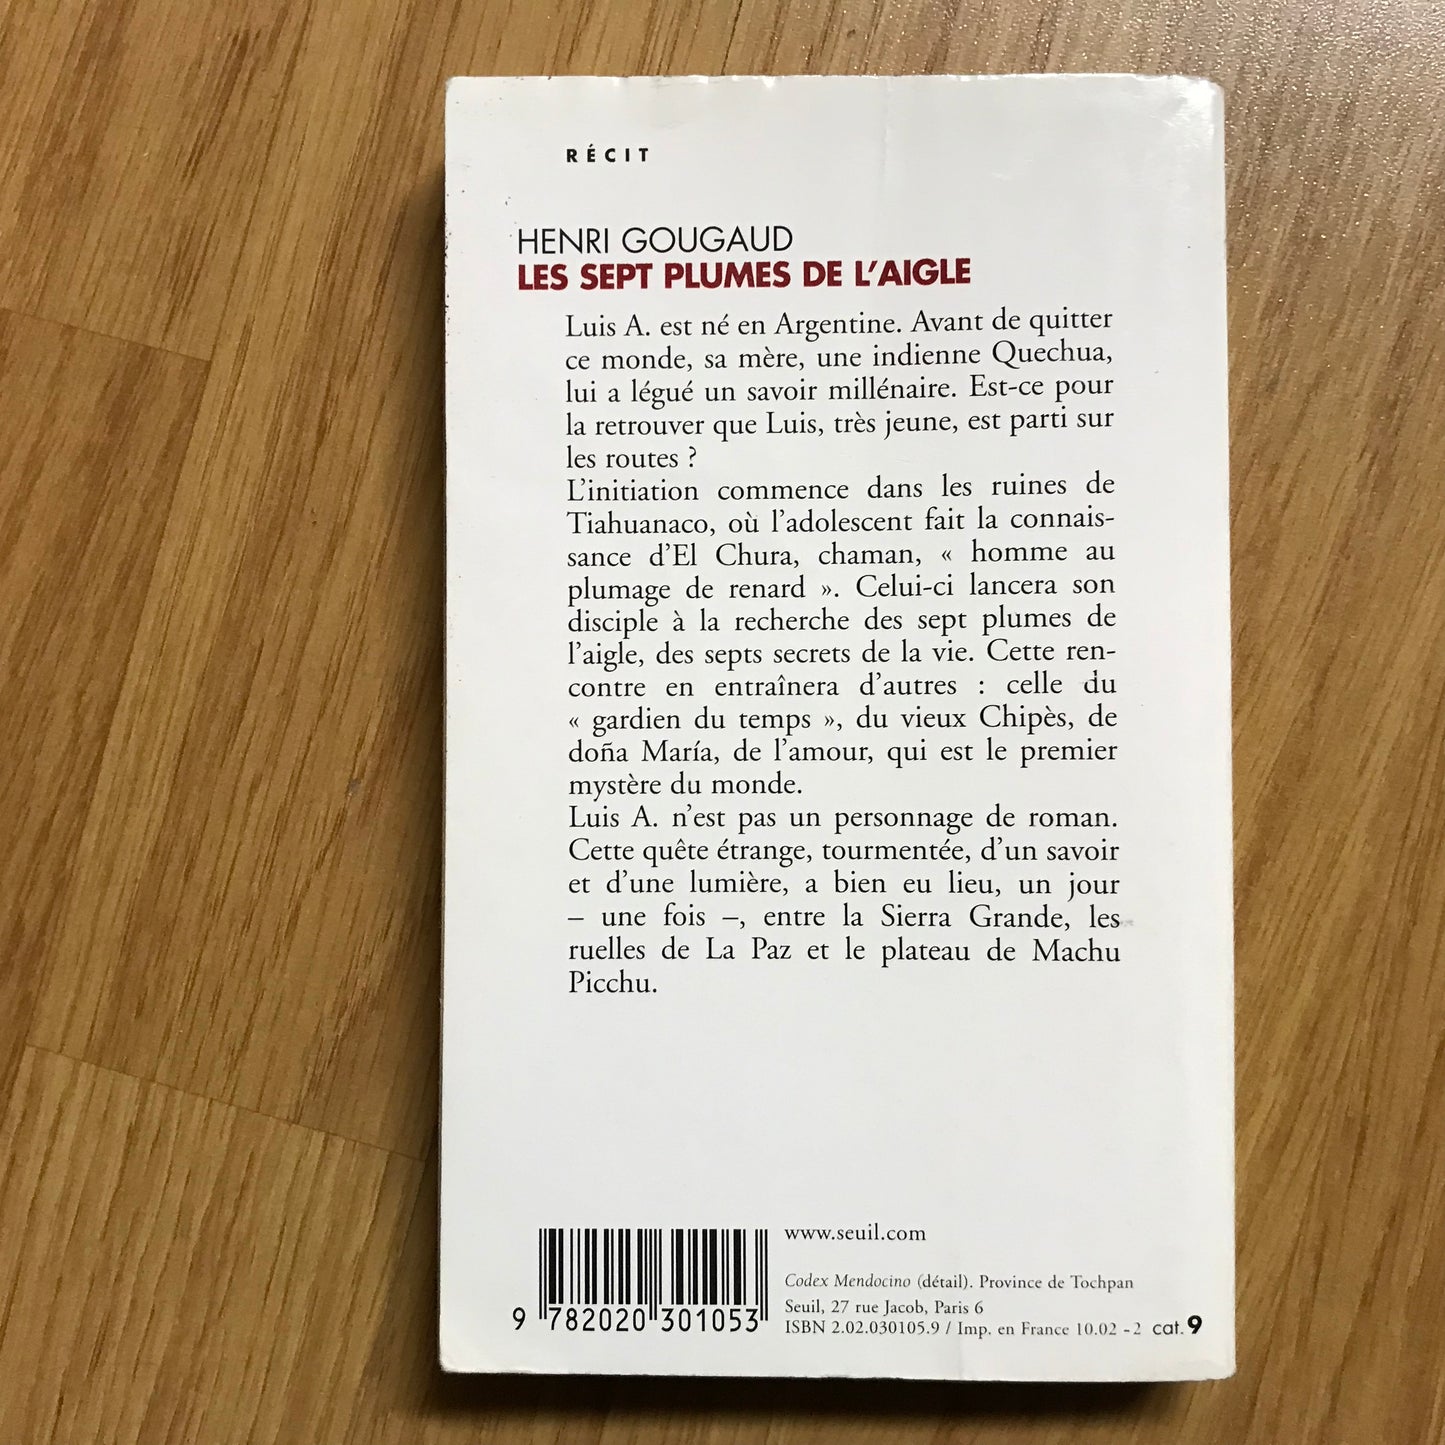 RÉCIT
HENRI GOUGAUD
LES SEPT PLUMES DE L'AIGLE
Luis A. est né en Argentine. Avant de quitter
ce monde, sa mère, une indienne Quechua,
lui a légué un savoir millénaire. Est-ce pour
la retrouver que Luis, très jeune, est parti sur
les routes ?
L'initiation commence dans les ruines de
Tiahuanaco, où l'adolescent fait la connais-
sance d'El Chura, chaman, « homme au
plumage de renard ». Celui-ci lancera son
disciple à la recherche des sept plumes de
l'aigle, des septs secrets de la vie. Cette ren-
contre en entraînera d'autres : celle du
« gardien du temps », du vieux Chipès, de
doña María, de l'amour, qui est le premier
mystère du monde.
Luis A. n'est pas un personnage de roman.
Cette quête étrange, tourmentée, d'un savoir
et d'une lumière, a bien eu lieu, un jour
– une fois –, entre la Sierra Grande, les
ruelles de La Paz et le plateau de Machu
Picchu.
www.seuil.com
Codex Mendocino (détail). Province de Tochpan
Seuil, 27 rue Jacob, Paris 6
ISBN 2.02.030105.9 / Imp. en France 10.02 - 2 cat. 9
9 782020 301053